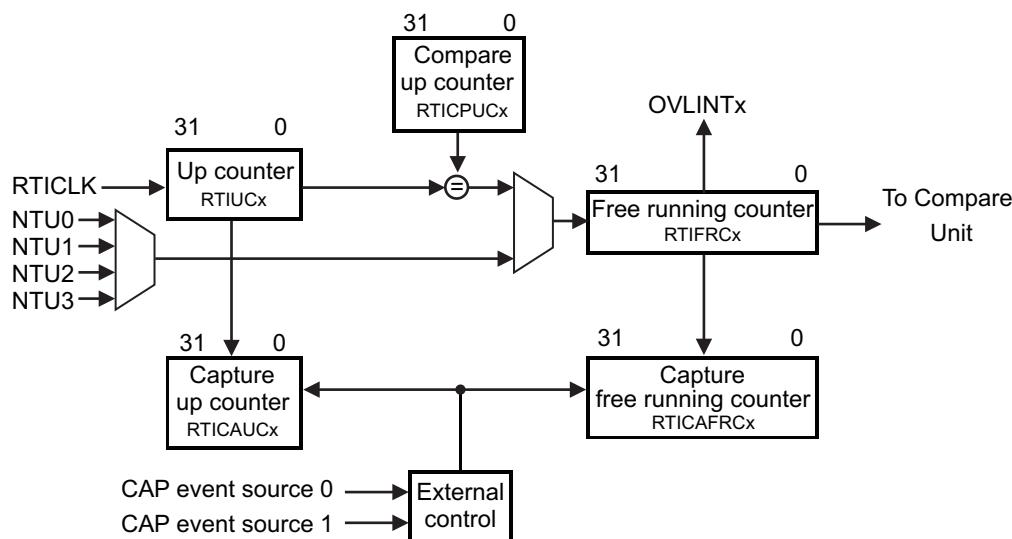 31 0
Compare
up counter
RTICPUCx
OVLINTx
31 0
Up counter
RTIUCx
RTICLK
=
31 0
Free running counter
RTIFRCx
To Compare
Unit
NTU0
NTU1
NTU2
NTU3
31 0
Capture
up counter
RTICAUCx
31 0
Capture
free running counter
RTICAFRCx
CAP event source 0
CAP event source 1
External
control